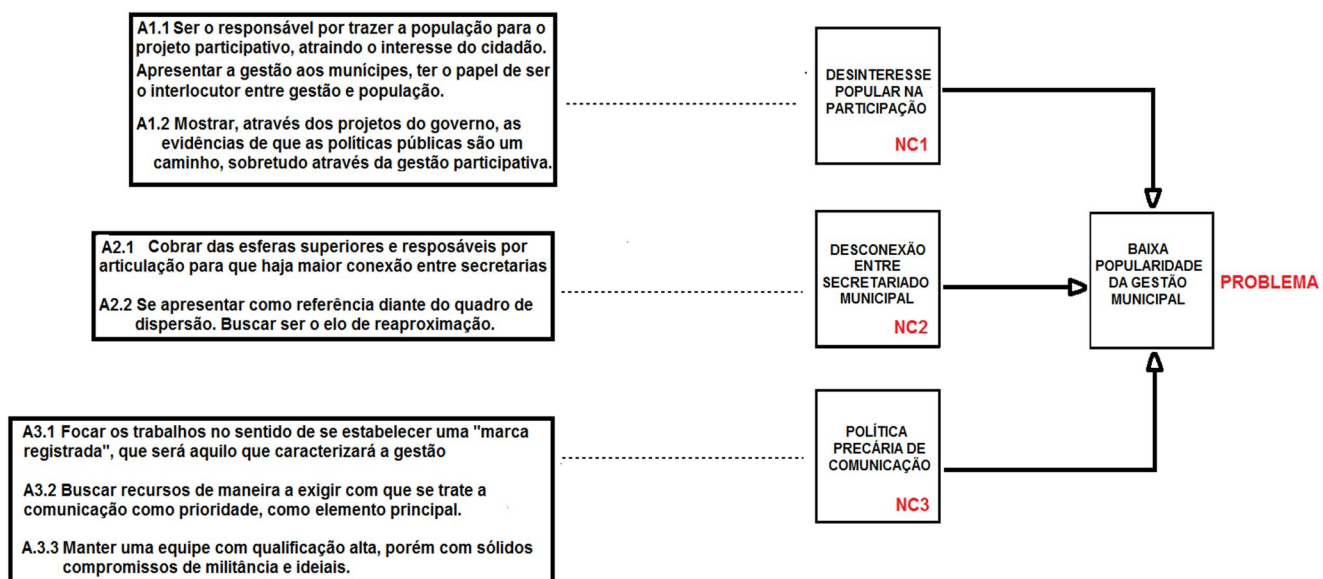 A1.1 Ser o responsável por trazer a população para o
projeto participativo, atraindo o interesse do cidadão.
Apresentar a gestão aos munícipes, ter o papel de ser
o interlocutor entre gestão e população.
A1.2 Mostrar, através dos projetos do governo, as
evidências de que as políticas públicas são um
caminho, sobretudo através da gestão participativa.
DESINTERESSE
POPULAR NA
PARTICIPAÇÃO
NC1
A2.1 Cobrar das esferas superiores e resposáveis por
articulação para que haja maior conexão entre secretarias
A2.2 Se apresentar como referência diante do quadro de
dispersão. Buscar ser o elo de reaproximação.
DESCONEXÃO
ENTRE
SECRETARIADO
MUNICIPAL
NC2
BAIXA
POPULARIDADE
DA GESTÃO
MUNICIPAL
PROBLEMA
A3.1 Focar os trabalhos no sentido de se estabelecer uma "marca
registrada", que será aquilo que caracterizará a gestão
A3.2 Buscar recursos de maneira a exigir com que se trate a
comunicação como prioridade, como elemento principal.
A.3.3 Manter uma equipe com qualificação alta, porém com sólidos
compromissos de militância e ideiais.
POLÍTICA
PRECÁRIA DE
COMUNICAÇÃO
NC3